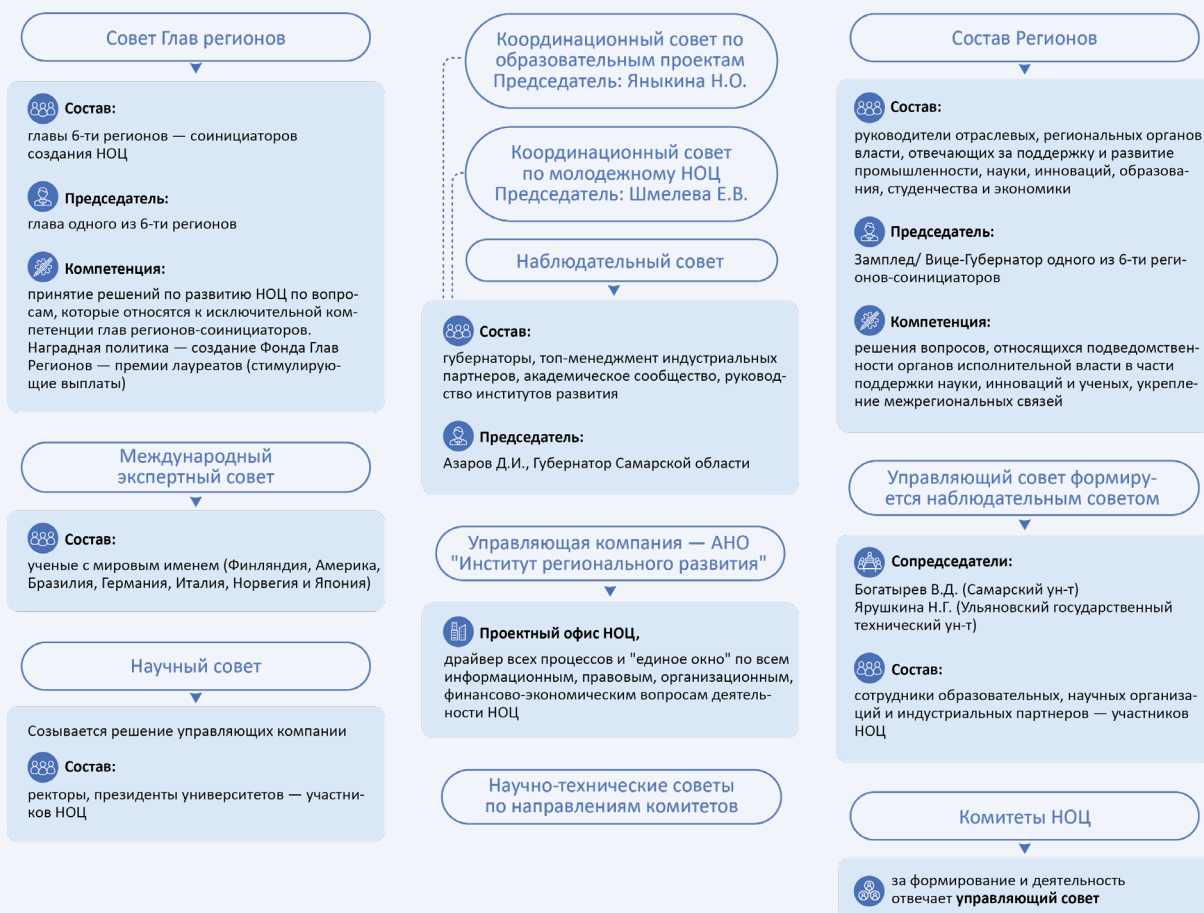 Совет Глав регионов
Состав:
главы 6-ти регионов — соинициаторов
создания НОЦ
Председатель:
глава одного из 6-ти регионов
Компетенция:
принятие решений по развитию НОЦ по вопро-
сам, которые относятся к исключительной ком-
петенции глав регионов-соинициаторов.
Наградная политика — создание Фонда Глав
Регионов — премии лауреатов (стимулирую-
щие выплаты)
Международный
экспертный совет
Состав:
ученые с мировым именем (Финляндия, Америка,
Бразилия, Германия, Италия, Норвегия и Япония)
Научный совет
Созывается решение управляющих компании
Состав:
ректоры, президенты университетов — участни-
ков НОЦ
Координационный совет по
образовательным проектам
Председатель: Яныкина Н.О.
Координационный совет
по молодежному НОЦ
Председатель: Шмелева Е.В.
Наблюдательный совет
Состав:
губернаторы, топ-менеджмент индустриальных
партнеров, академическое сообщество, руковод-
ство институтов развития
Председатель:
Азаров Д.И., Губернатор Самарской области
Управляющая компания — АНО
"Институт регионального развития"
Проектный офис НОЦ,
драйвер всех процессов и "единое окно" по всем
информационным, правовым, организационным,
финансово-экономическим вопросам деятель-
ности НОЦ
Научно-технические советы
по направлениям комитетов
Состав Регионов
Состав:
руководители отраслевых, региональных органов
власти, отвечающих за поддержку и развитие
промышленности, науки, инноваций, образова-
ния, студенчества и экономики
Председатель:
Замплед/ Вице-Губернатор одного из 6-ти реги-
онов-соинициаторов
Компетенция:
решения вопросов, относящихся подведомствен-
ности органов исполнительной власти в части
поддержки науки, инноваций и ученых, укрепле-
ние межрегиональных связей
Управляющий совет формиру-
ется наблюдательным советом
Сопредседатели:
Богатырев В.Д. (Самарский ун-т)
Ярушкина Н.Г. (Ульяновский государственный
технический ун-т)
Состав:
сотрудники образовательных, научных организа-
ций и индустриальных партнеров — участников
НОЦ
Комитеты НОЦ
за формирование и деятельность
отвечает управляющий совет